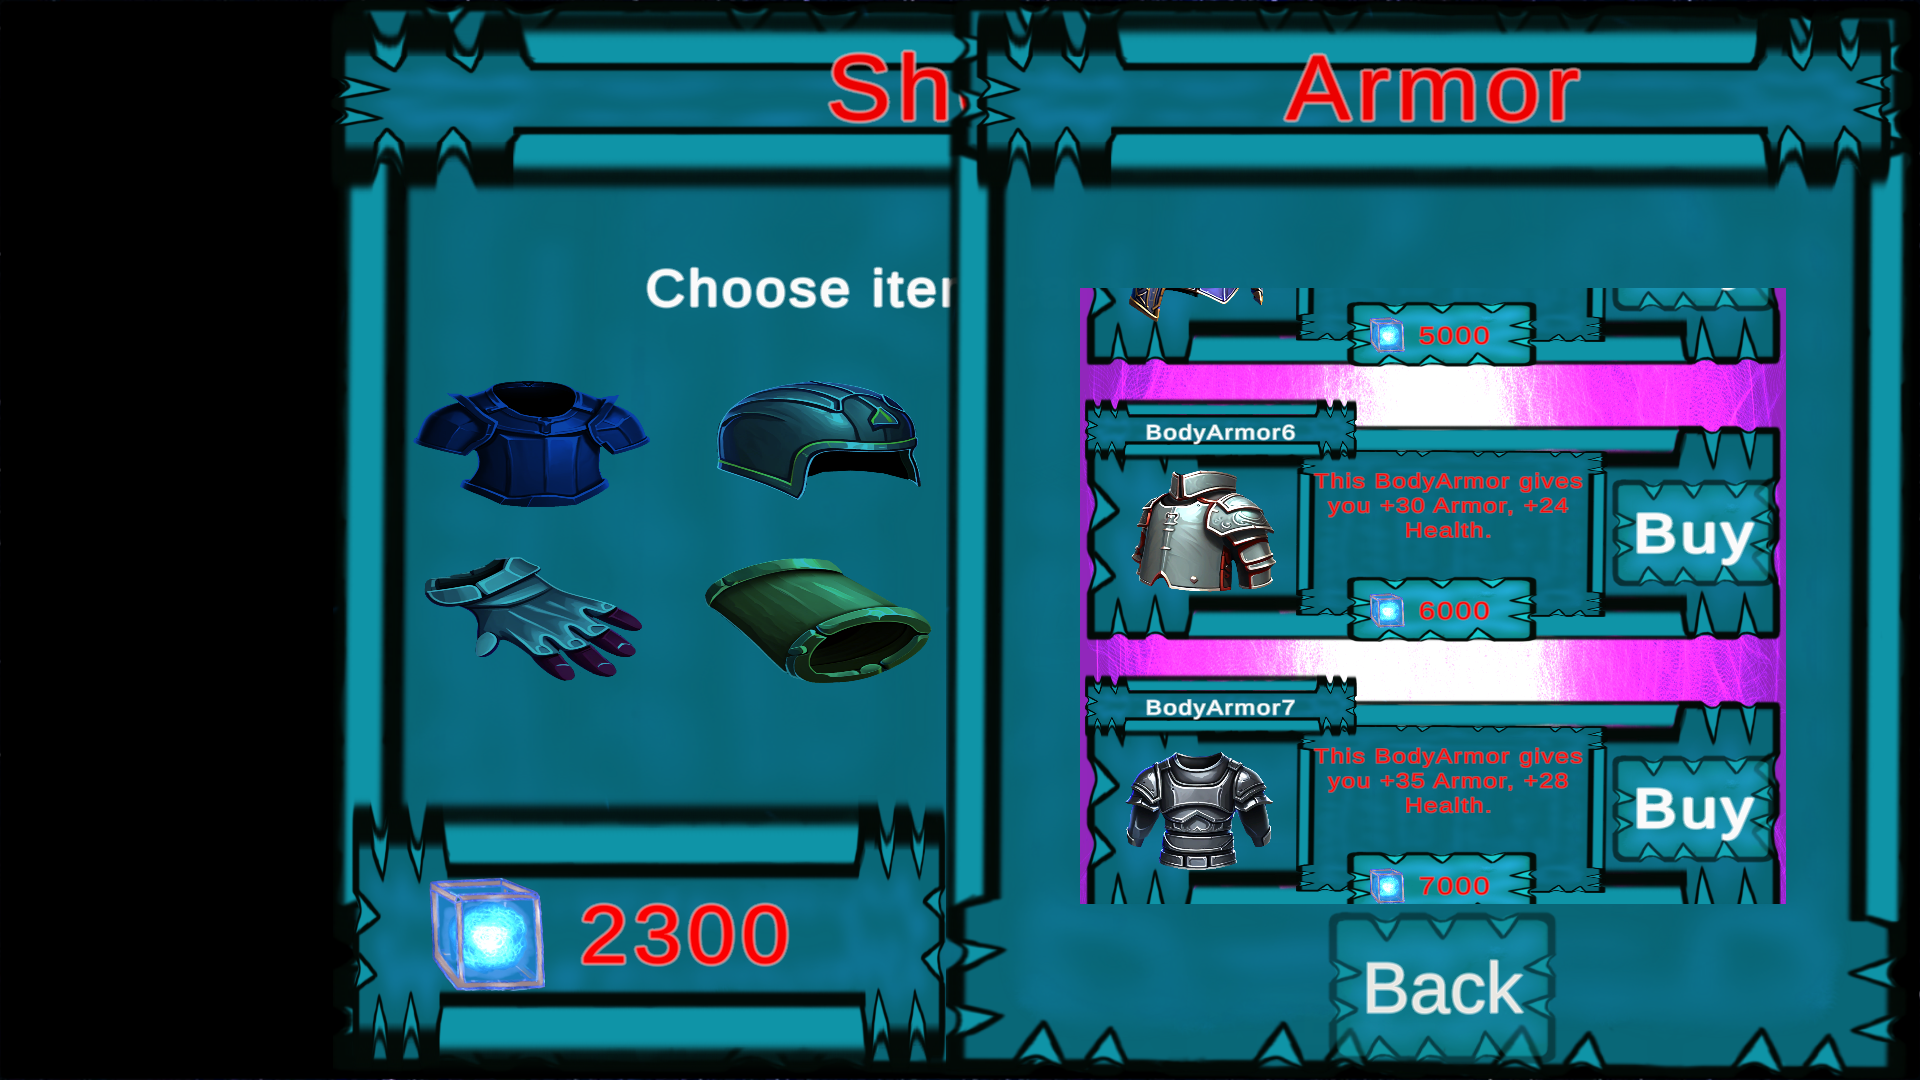 Sh
Armor
Choose iter
5000
BodyArmor6
This BodyArmor gives
you +30 Armor, +24
Health.
Buy
6000
BodyArmor7
This BodyArmor gives
you +35 Armor, +28
Health.
Buy
7000
2300
Back